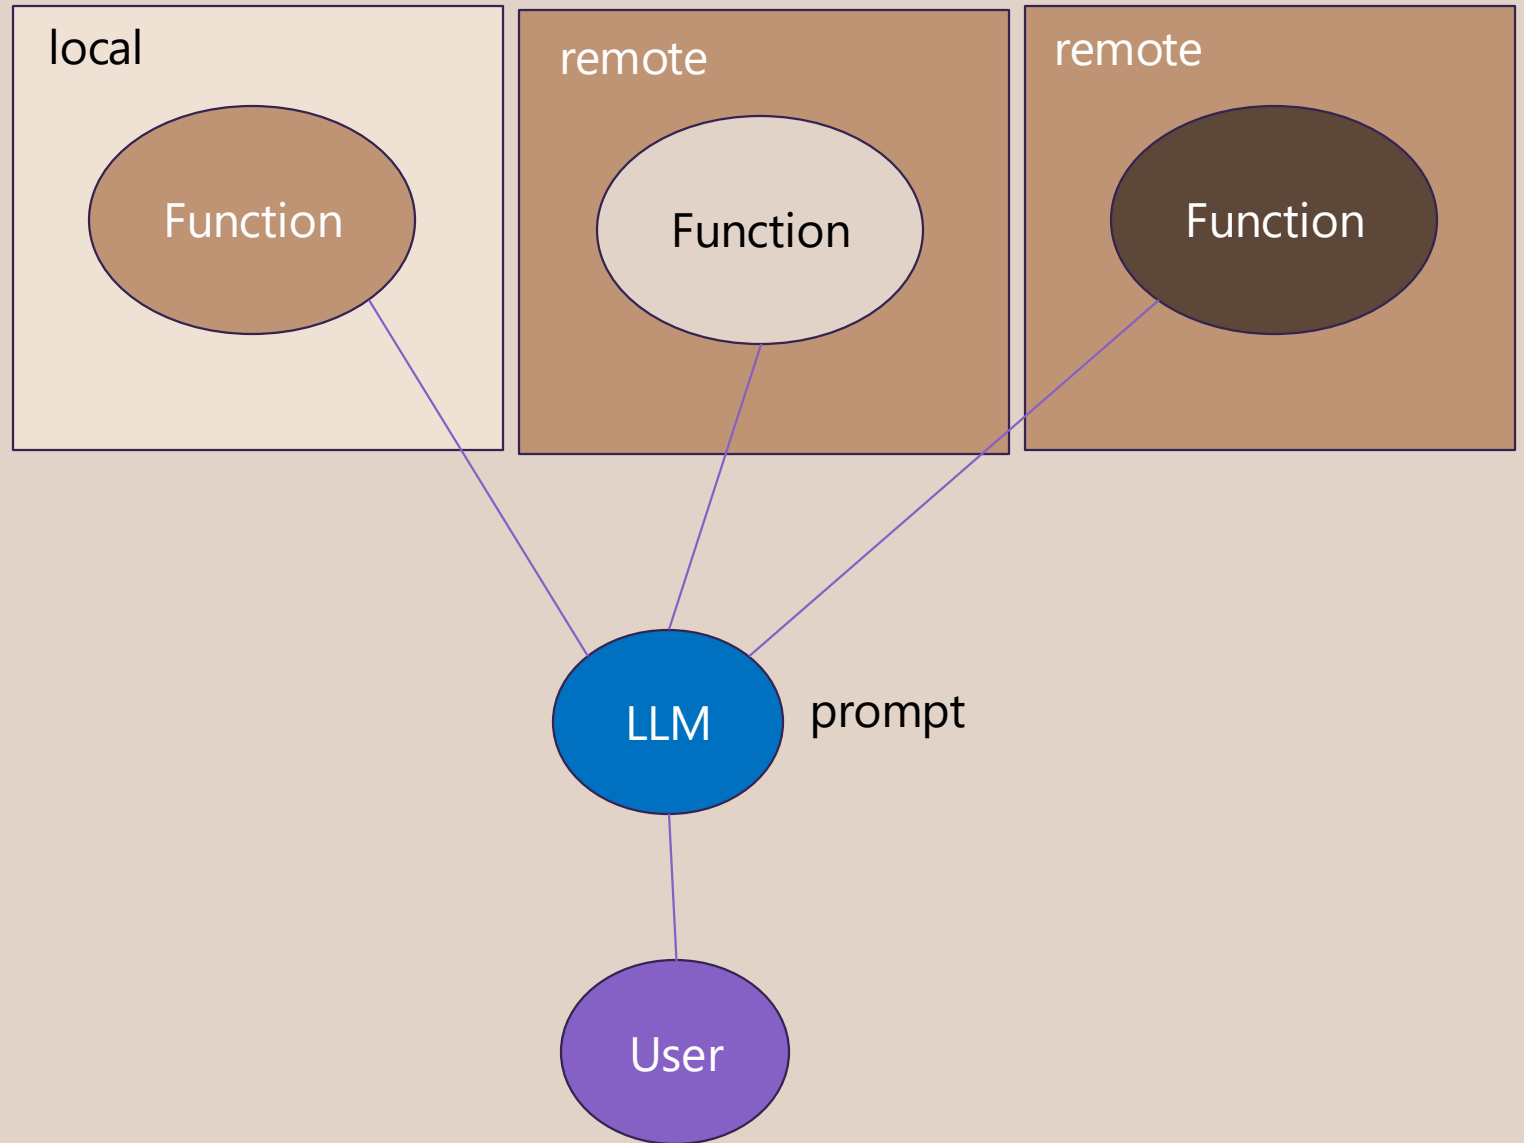 local
remote
remote
Function
Function
Function
LLM
prompt
User